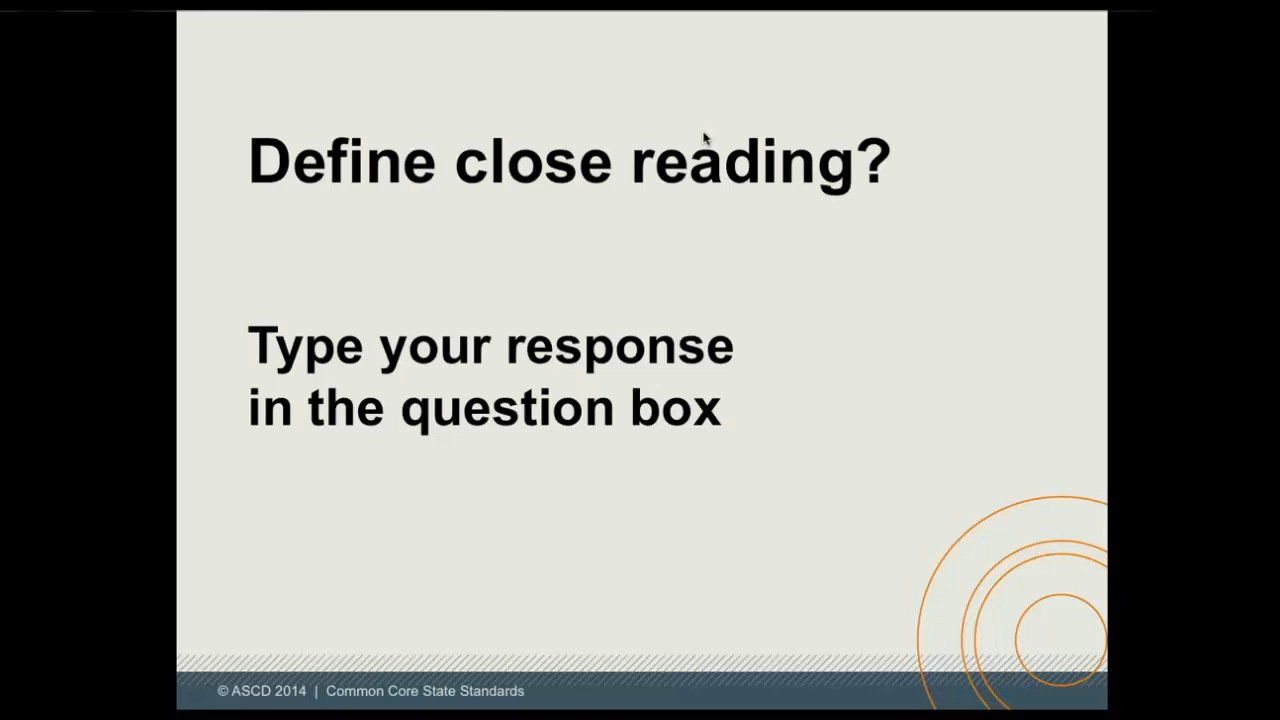 Define close reading?
Type your response
in the question box
© ASCD 2014 | Common Core State Standards